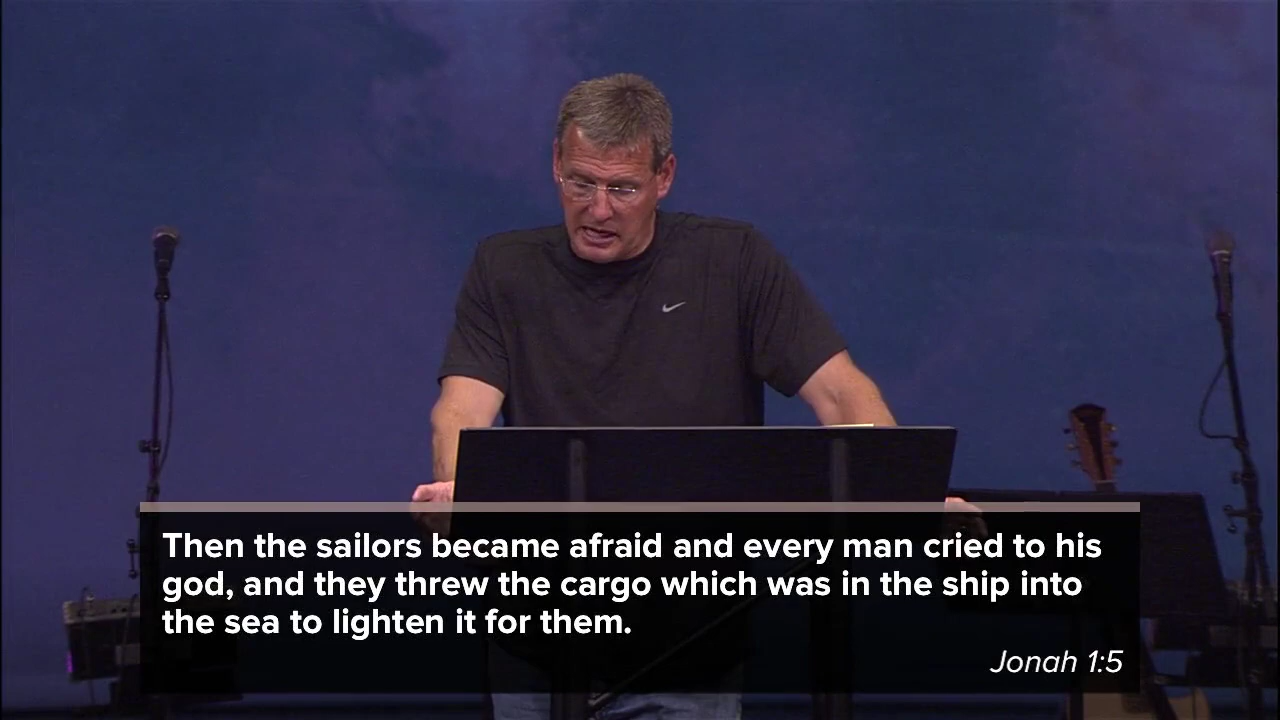 Then the sailors became afraid and every man cried to his
god, and they threw the cargo which was in the ship into
the sea to lighten it for them.
Jonah 1:5